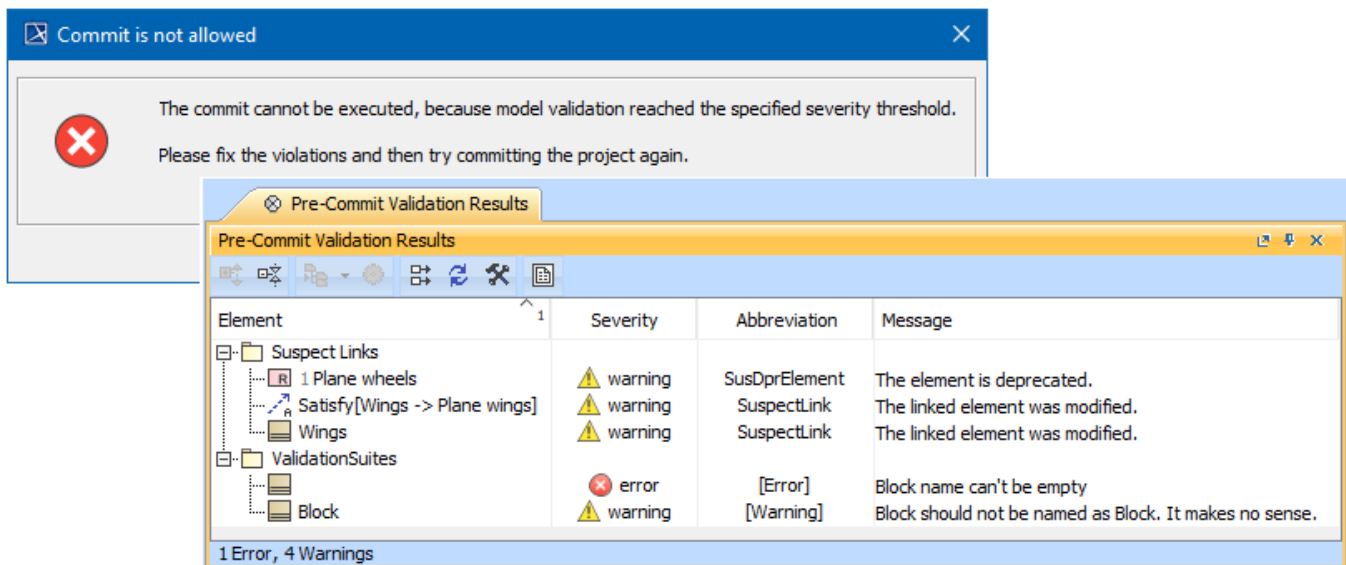 Commit is not allowed
The commit cannot be executed, because model validation reached the specified severity threshold.
Please fix the violations and then try committing the project again.
Pre-Commit Validation Results
Pre-Commit Validation Results
Element 1 Severity Abbreviation Message
Suspect Links
R 1 Plane wheels warning SusDprElement The element is deprecated.
A Satisfy[Wings -> Plane wings] warning SuspectLink The linked element was modified.
Wings warning SuspectLink The linked element was modified.
ValidationSuites
error [Error] Block name can't be empty
Block warning [Warning] Block should not be named as Block. It makes no sense.
1 Error, 4 Warnings